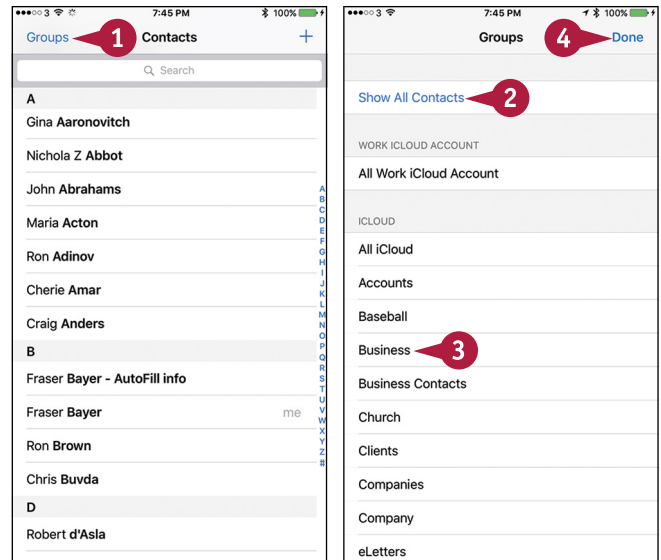 3 7:45 PM 100%
Groups 1 Contacts +
Search
A
Gina Aaronovitch
Nichola Z Abbot
John Abrahams
Maria Acton
Ron Adinov
Cherie Amar
Craig Anders
B
Fraser Bayer - AutoFill info
Fraser Bayer me
Ron Brown
Chris Buvda
D
Robert d'Asla
A
B
C
D
E
F
G
H
I
J
K
L
M
N
O
P
Q
R
S
T
U
V
W
X
Y
Z
#
3 7:45 PM 100%
Groups 4 Done
Show All Contacts 2
WORK ICLOUD ACCOUNT
All Work iCloud Account
ICLOUD
All iCloud
Accounts
Baseball
Business 3
Business Contacts
Church
Clients
Companies
Company
eLetters